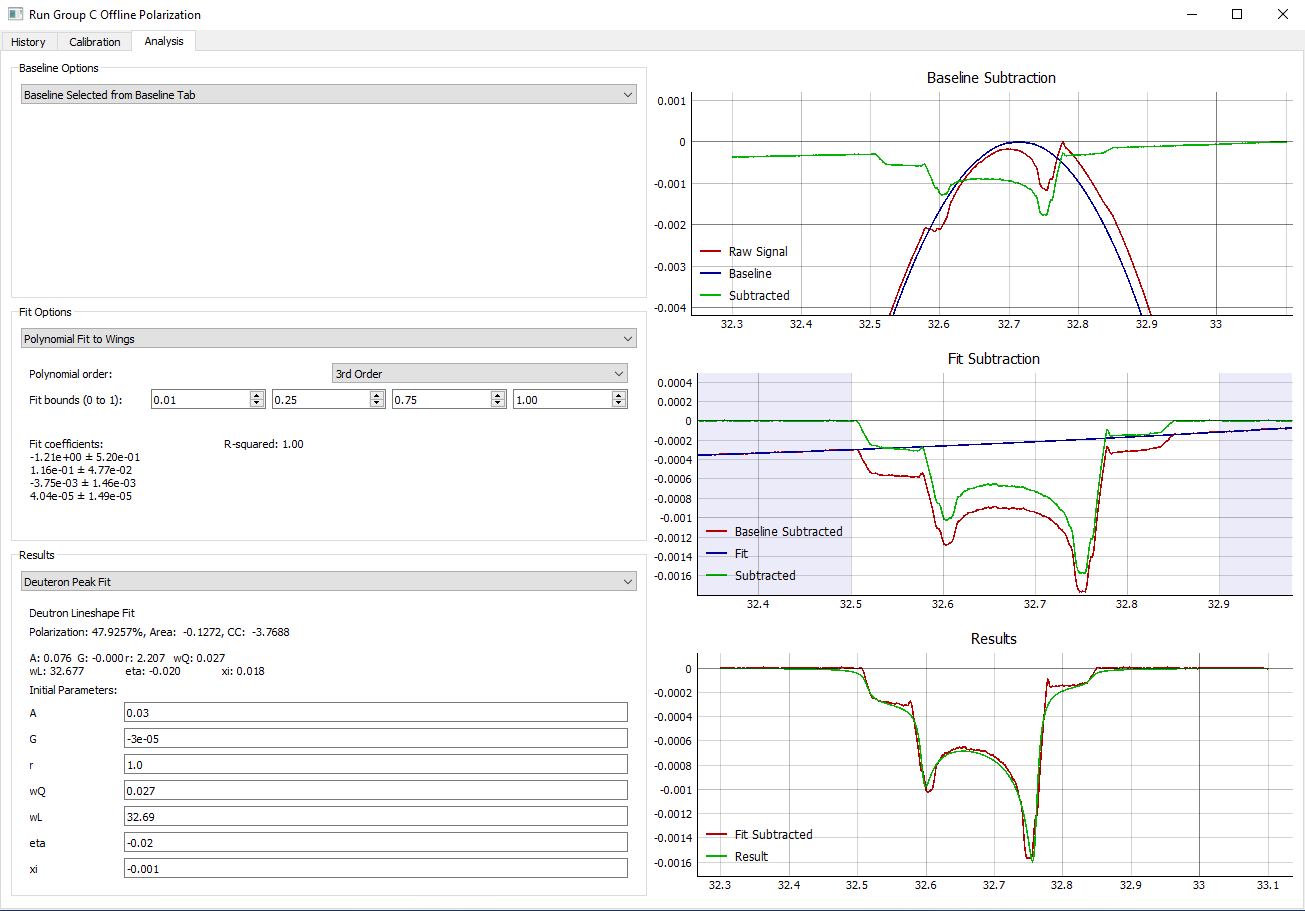 Run Group C Offline Polarization
History Calibration Analysis
Baseline Options
Baseline Selected from Baseline Tab
Fit Options
Polynomial Fit to Wings
Polynomial order: 3rd Order
Fit bounds (0 to 1): 0.01 0.25 0.75 1.00
Fit coefficients: R-squared: 1.00
-1.21e+00 ± 5.20e-01
1.16e-01 ± 4.77e-02
-3.75e-03 ± 1.46e-03
4.04e-05 ± 1.49e-05
Results
Deuteron Peak Fit
Deutron Lineshape Fit
Polarization: 47.9257%, Area: -0.1272, CC: -3.7688
A: 0.076 G: -0.000 r: 2.207 wQ: 0.027
wL: 32.677 eta: -0.020 xi: 0.018
Initial Parameters:
A 0.03
G -3e-05
r 1.0
wQ 0.027
wL 32.69
eta -0.02
xi -0.001
Baseline Subtraction
0.001
0
-0.001
-0.002
-0.003
-0.004
Raw Signal
Baseline
Subtracted
32.3 32.4 32.5 32.6 32.7 32.8 32.9 33
Fit Subtraction
0.0004
0.0002
0
-0.0002
-0.0004
-0.0006
-0.0008
-0.001
-0.0012
-0.0014
-0.0016
Baseline Subtracted
Fit
Subtracted
32.4 32.5 32.6 32.7 32.8 32.9
Results
0
-0.0002
-0.0004
-0.0006
-0.0008
-0.001
-0.0012
-0.0014
-0.0016
Fit Subtracted
Result
32.3 32.4 32.5 32.6 32.7 32.8 32.9 33 33.1